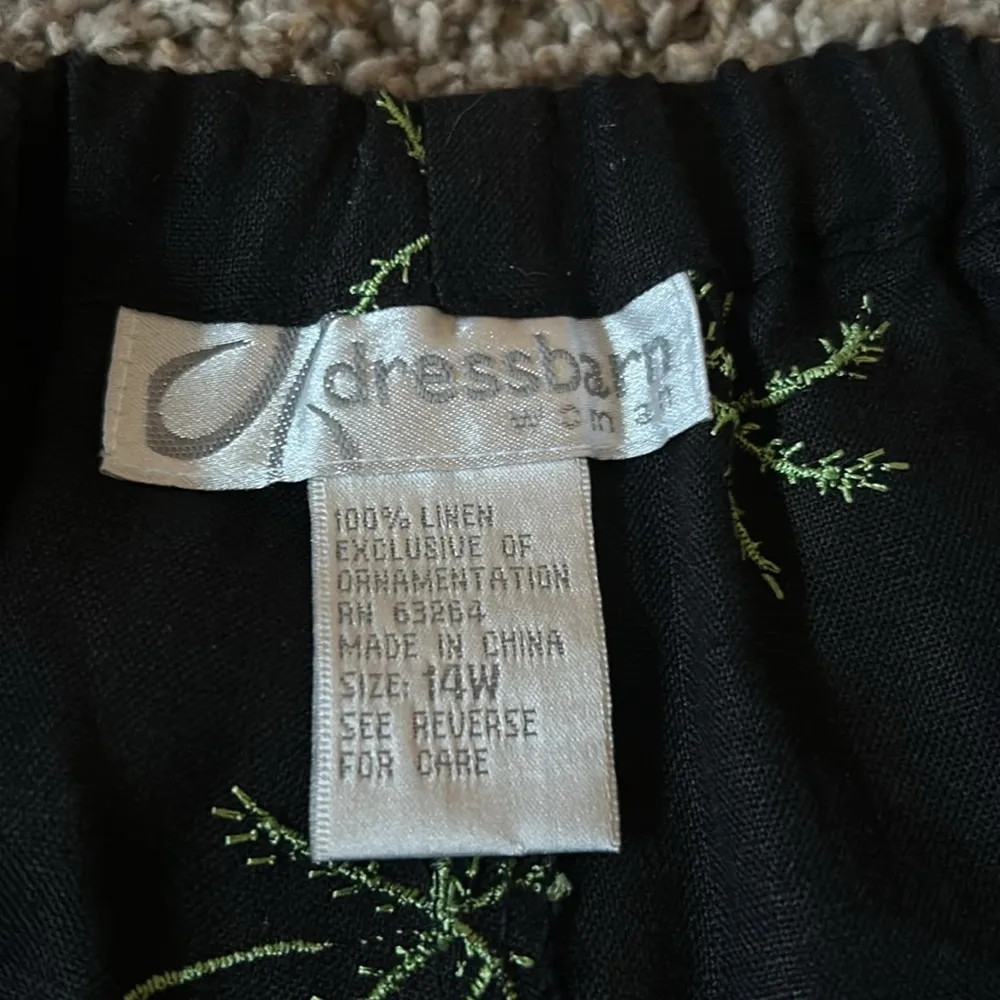 dressbarn
woman
100% LINEN
EXCLUSIVE OF
ORNAMENTATION
RN 63264
MADE IN CHINA
SIZE: 14W
SEE REVERSE
FOR CARE